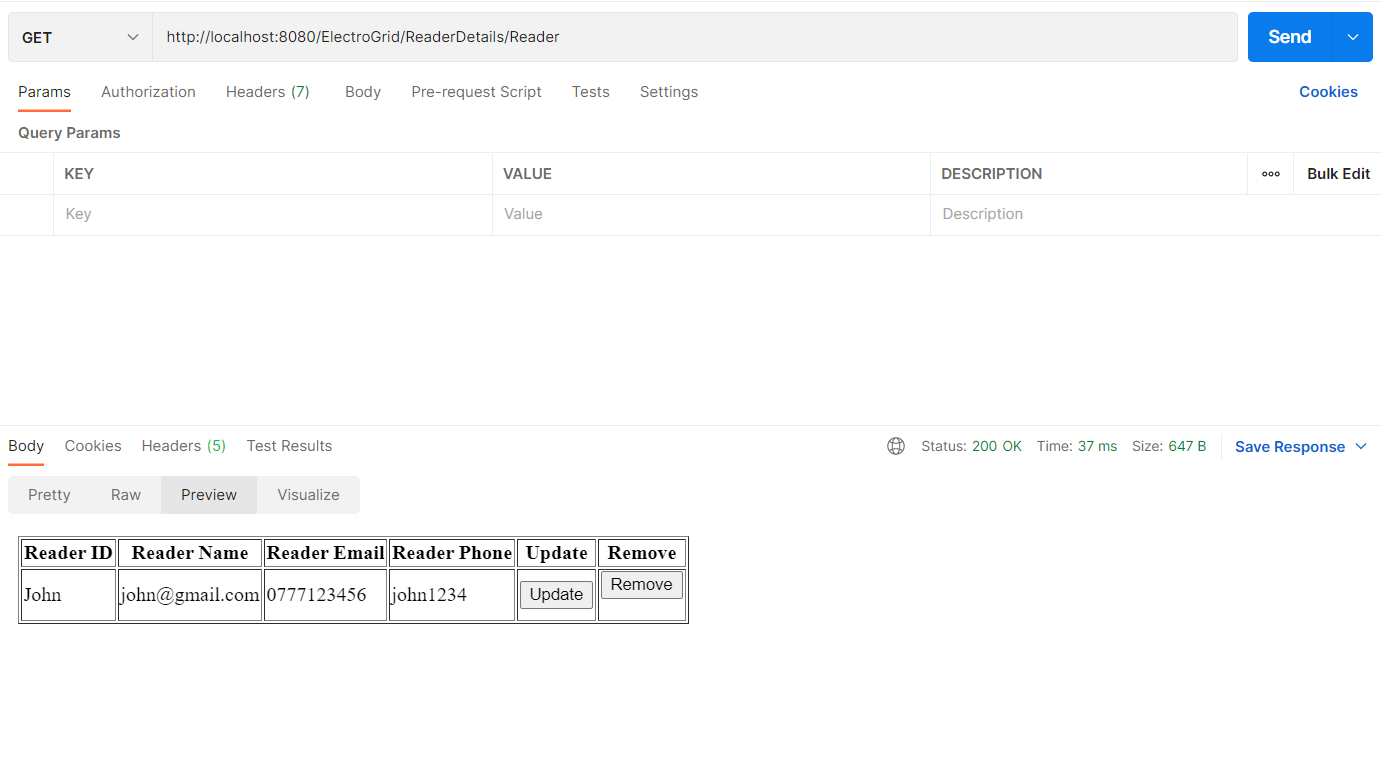 GET http://localhost:8080/ElectroGrid/ReaderDetails/Reader Send
Params Authorization Headers (7) Body Pre-request Script Tests Settings Cookies
Query Params
KEY VALUE DESCRIPTION ooo Bulk Edit
Key Value Description
Body Cookies Headers (5) Test Results Status: 200 OK Time: 37 ms Size: 647 B Save Response
Pretty Raw Preview Visualize
Reader ID Reader Name Reader Email Reader Phone Update Remove
John john@gmail.com 0777123456 john1234 Update Remove